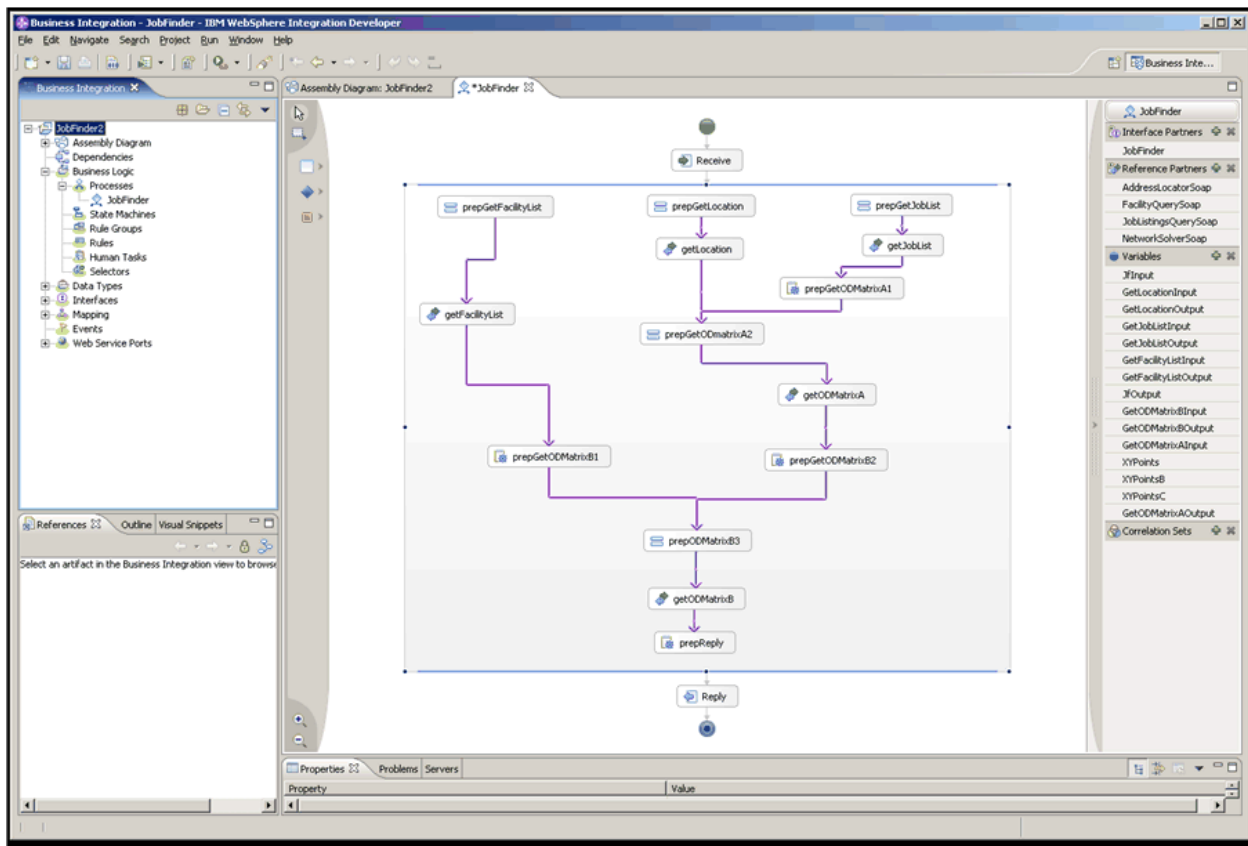 Business Integration - JobFinder - IBM WebSphere Integration Developer
File Edit Navigate Search Project Run Window Help
Business Inte...
Business Integration
JobFinder2
Assembly Diagram
Dependencies
Business Logic
Processes
JobFinder
State Machines
Rule Groups
Rules
Human Tasks
Selectors
Data Types
Interfaces
Mapping
Events
Web Service Ports
References Outline Visual Snippets
Select an artifact in the Business Integration view to browse
Assembly Diagram: JobFinder2 *JobFinder
Receive
prepGetFacilityList prepGetLocation prepGetJobList
getLocation getJobList
prepGetODMatrixA1
getFacilityList
prepGetODmatrixA2
getODMatrixA
prepGetODMatrixB1 prepGetODMatrixB2
prepODMatrixB3
getODMatrixB
prepReply
Reply
JobFinder
Interface Partners
JobFinder
Reference Partners
AddressLocatorSoap
FacilityQuerySoap
JobListingsQuerySoap
NetworkSolverSoap
Variables
JfInput
GetLocationInput
GetLocationOutput
GetJobListInput
GetJobListOutput
GetFacilityListInput
GetFacilityListOutput
JfOutput
GetODMatrixBInput
GetODMatrixBOutput
GetODMatrixAInput
XYPoints
XYPointsB
XYPointsC
GetODMatrixAOutput
Correlation Sets
Properties Problems Servers
Property Value